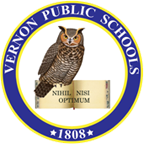 VERNON PUBLIC SCHOOLS
NIHIL NISI
OPTIMUM
★1808★